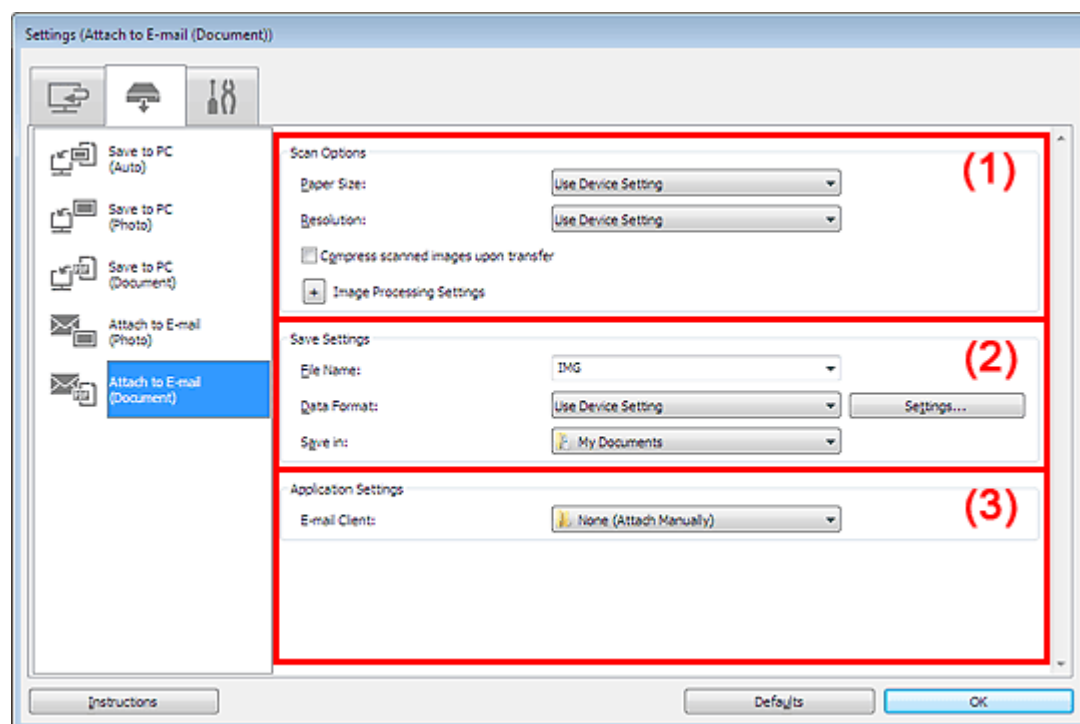 Settings (Attach to E-mail (Document))
Save to PC
(Auto)
Save to PC
(Photo)
Save to PC
(Document)
Attach to E-mail
(Photo)
Attach to E-mail
(Document)
Scan Options
(1)
Paper Size:
Use Device Setting
Resolution:
Use Device Setting
Compress scanned images upon transfer
+ Image Processing Settings
Save Settings
(2)
File Name:
IMG
Data Format:
Use Device Setting
Settings...
Save in:
My Documents
Application Settings
(3)
E-mail Client:
None (Attach Manually)
Instructions
Defaults
OK